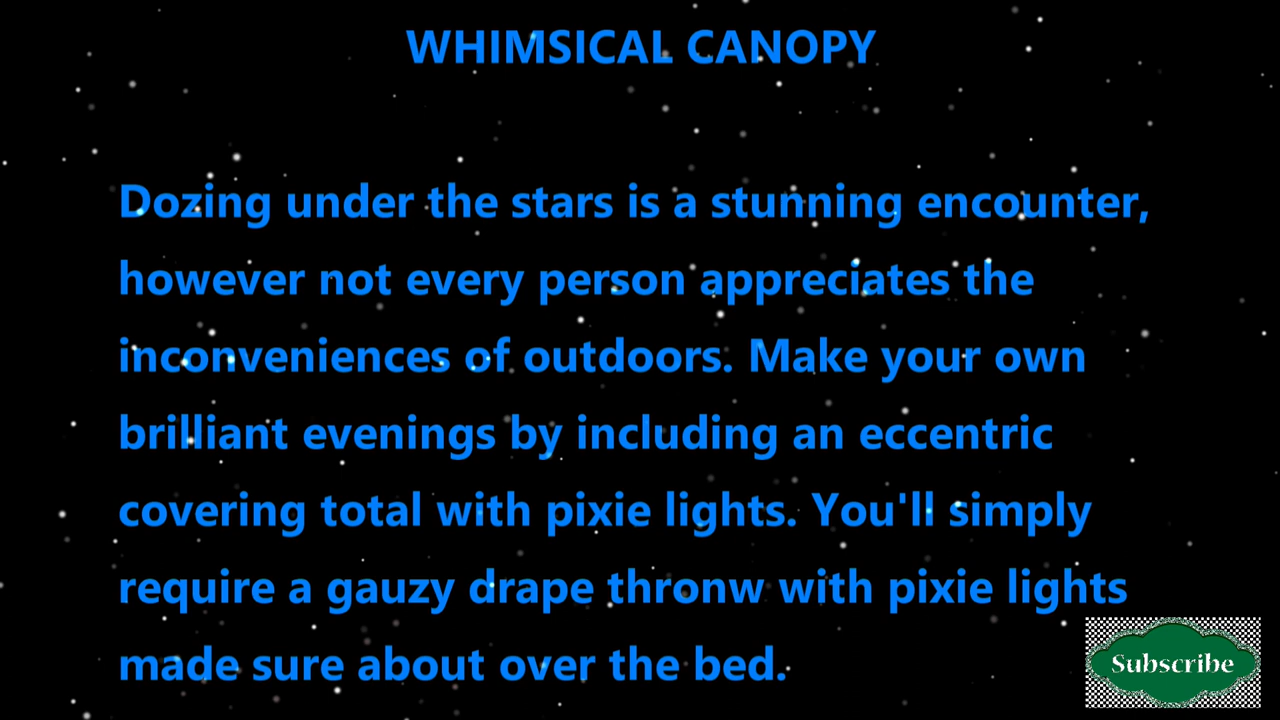 WHIMSICAL CANOPY
Dozing under the stars is a stunning encounter,
however not every person appreciates the
inconveniences of outdoors. Make your own
brilliant evenings by including an eccentric
covering total with pixie lights. You'll simply
require a gauzy drape thronw with pixie lights
made sure about over the bed.
Subscribe